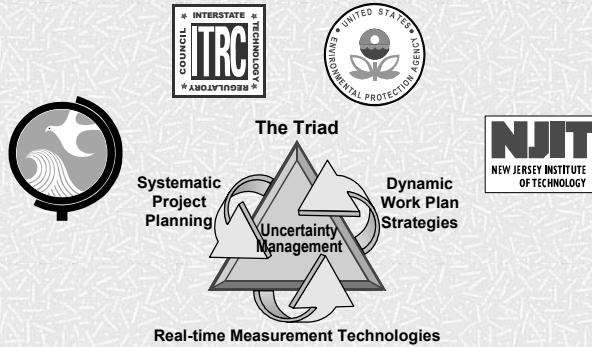 INTERSTATE
COUNCIL
ITRC
TECHNOLOGY
REGULATORY
UNITED STATES
ENVIRONMENTAL PROTECTION AGENCY
The Triad
NJIT
NEW JERSEY INSTITUTE
OF TECHNOLOGY
Systematic
Project
Planning
Dynamic
Work Plan
Strategies
Uncertainty
Management
Real-time Measurement Technologies